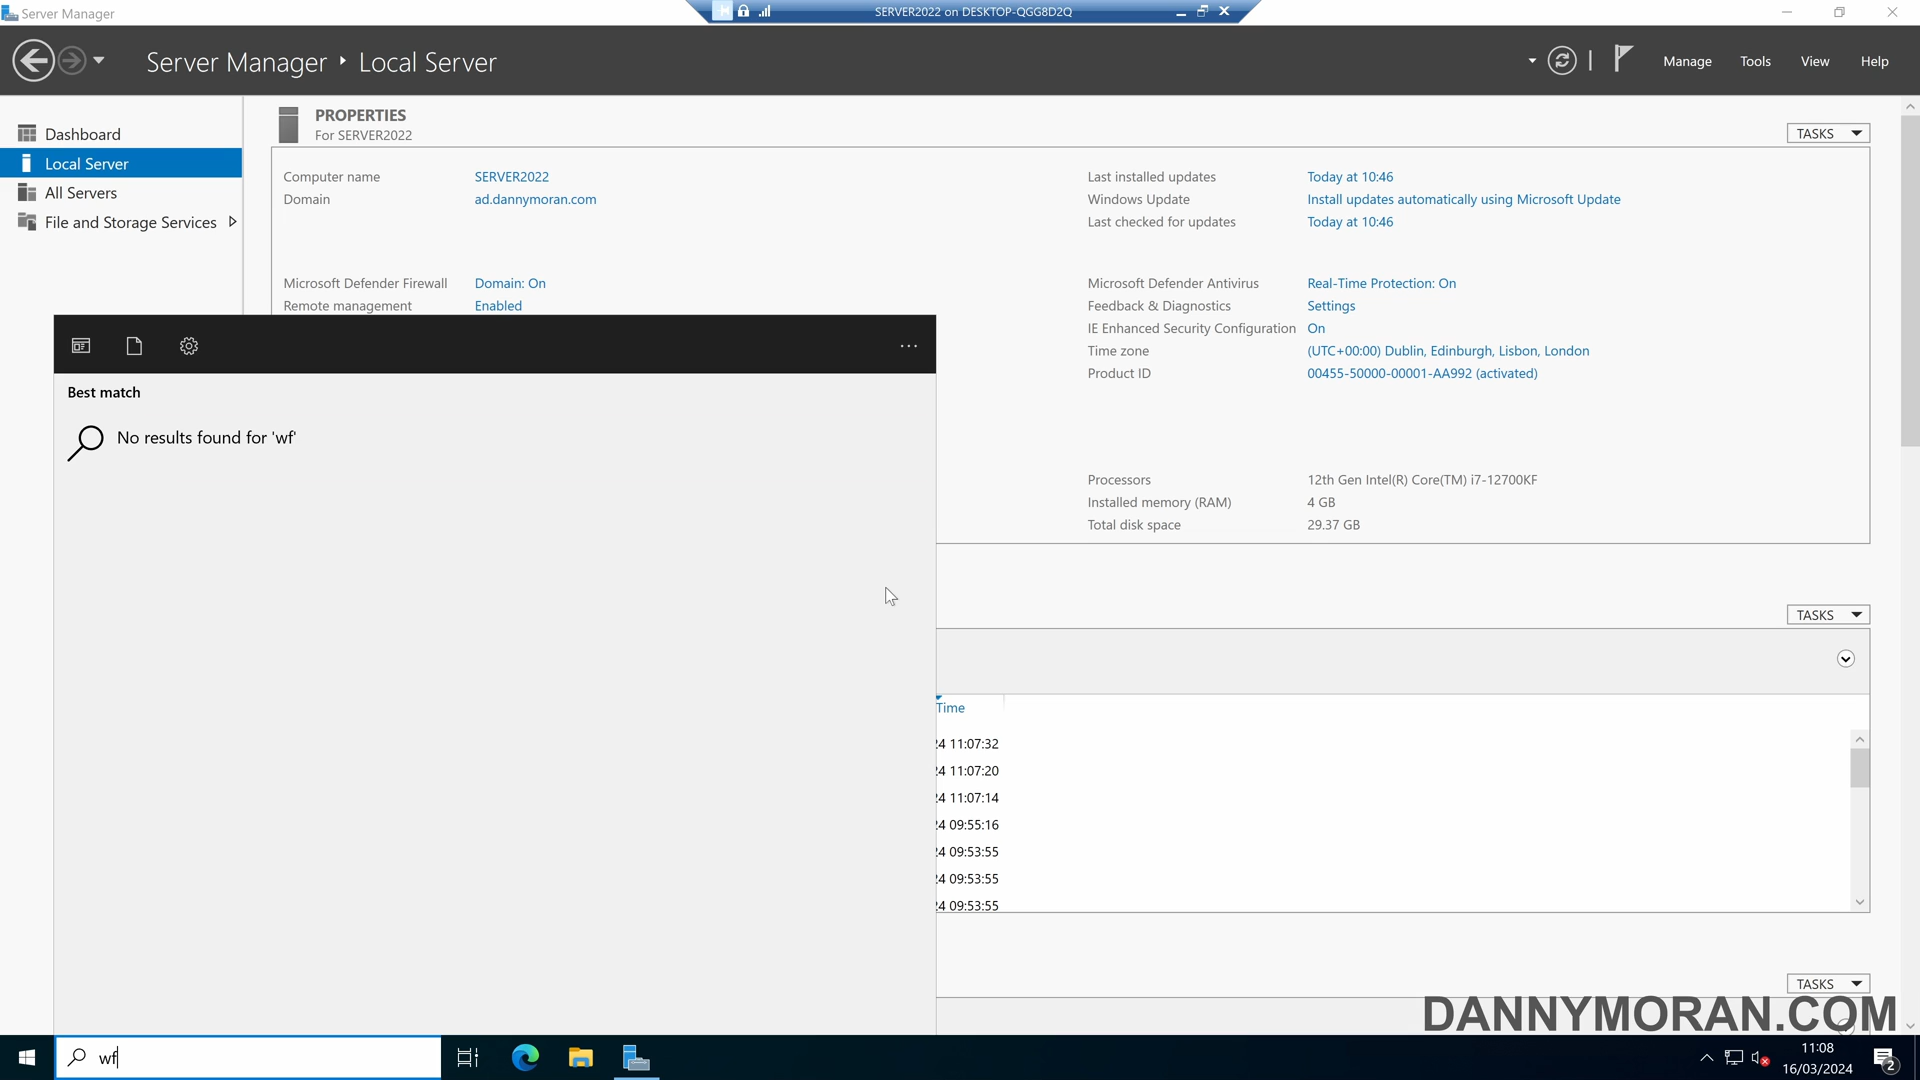 Server Manager
SERVER2022 on DESKTOP-QGG8D2Q
Server Manager
Local Server
Manage
Tools
View
Help
Dashboard
Local Server
All Servers
File and Storage Services
PROPERTIES
For SERVER2022
TASKS
Computer name SERVER2022
Domain ad.dannymoran.com
Last installed updates Today at 10:46
Windows Update Install updates automatically using Microsoft Update
Last checked for updates Today at 10:46
Microsoft Defender Firewall Domain: On
Remote management Enabled
Microsoft Defender Antivirus Real-Time Protection: On
Feedback & Diagnostics Settings
IE Enhanced Security Configuration On
Time zone (UTC+00:00) Dublin, Edinburgh, Lisbon, London
Product ID 00455-50000-00001-AA992 (activated)
Processors 12th Gen Intel(R) Core(TM) i7-12700KF
Installed memory (RAM) 4 GB
Total disk space 29.37 GB
Best match
No results found for 'wf'
TASKS
Time
24 11:07:32
24 11:07:20
24 11:07:14
24 09:55:16
24 09:53:55
24 09:53:55
24 09:53:55
TASKS
DANNYMORAN.COM
wf
11:08
16/03/2024
2